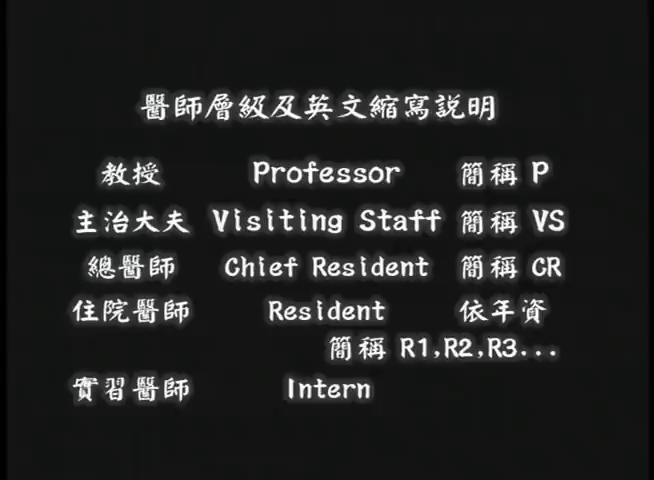 醫師層級及英文縮寫説明
教授 Professor 簡稱 P
主治大夫 Visiting Staff 簡稱 VS
總醫師 Chief Resident 簡稱 CR
住院醫師 Resident 依年資
簡稱 R1,R2,R3...
實習醫師 Intern